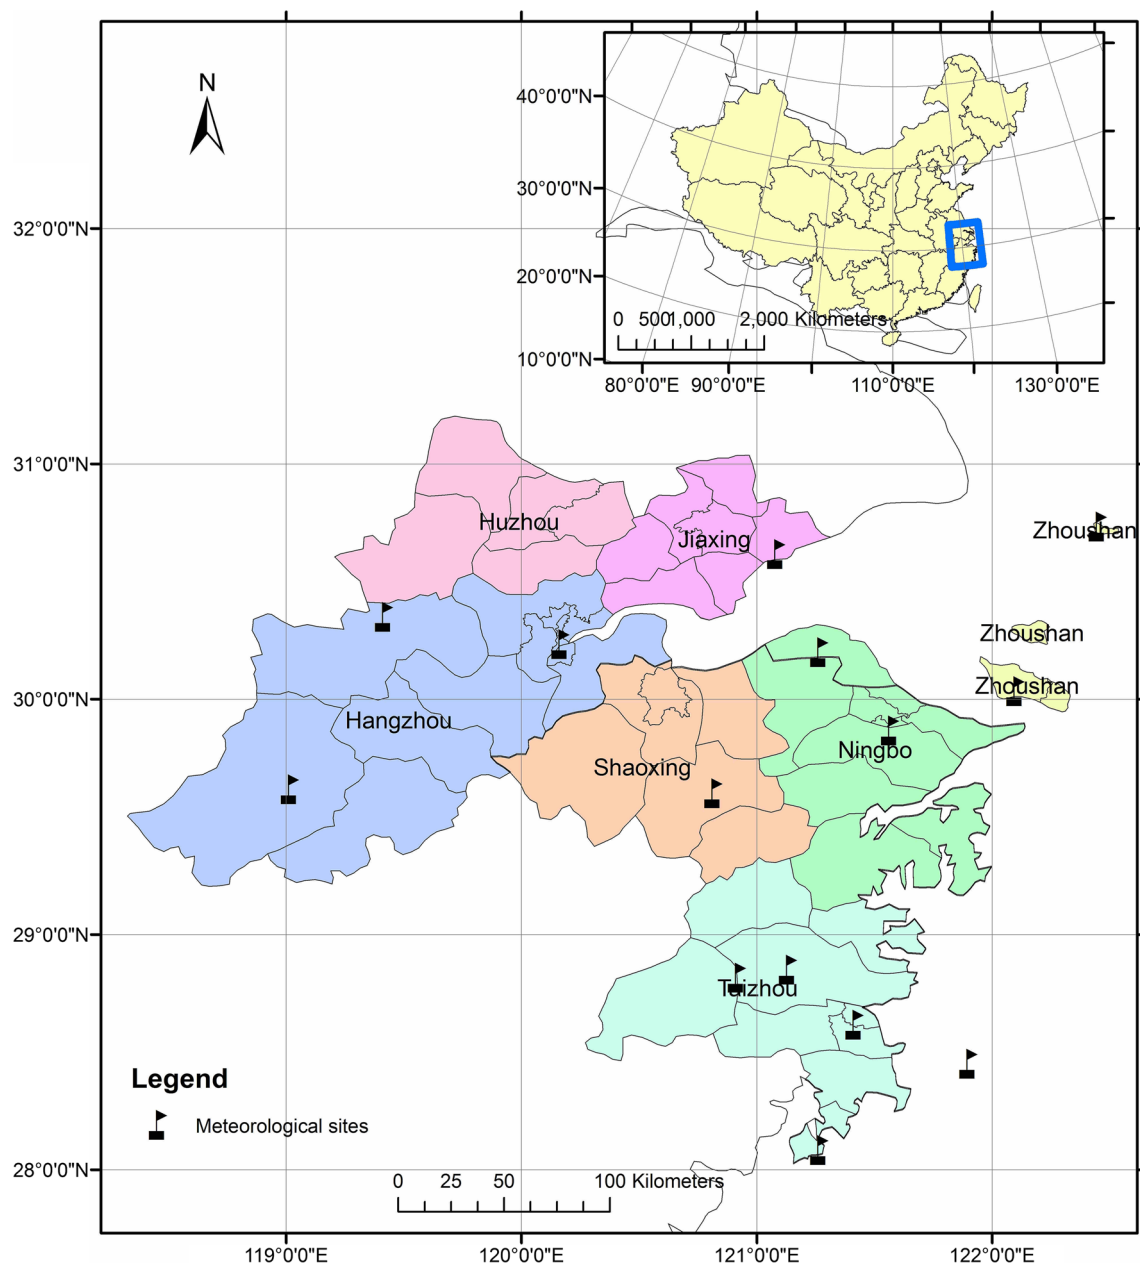 N
40°0'0"N
30°0'0"N
20°0'0"N
10°0'0"N
0 500 1,000 2,000 Kilometers
80°0'0"E 90°0'0"E 110°0'0"E 130°0'0"E
32°0'0"N
31°0'0"N
30°0'0"N
29°0'0"N
28°0'0"N
Huzhou
Jiaxing
Zhoushan
Zhoushan
Zhoushan
Hangzhou
Ningbo
Shaoxing
Taizhou
Legend
Meteorological sites
0 25 50 100 Kilometers
119°0'0"E 120°0'0"E 121°0'0"E 122°0'0"E